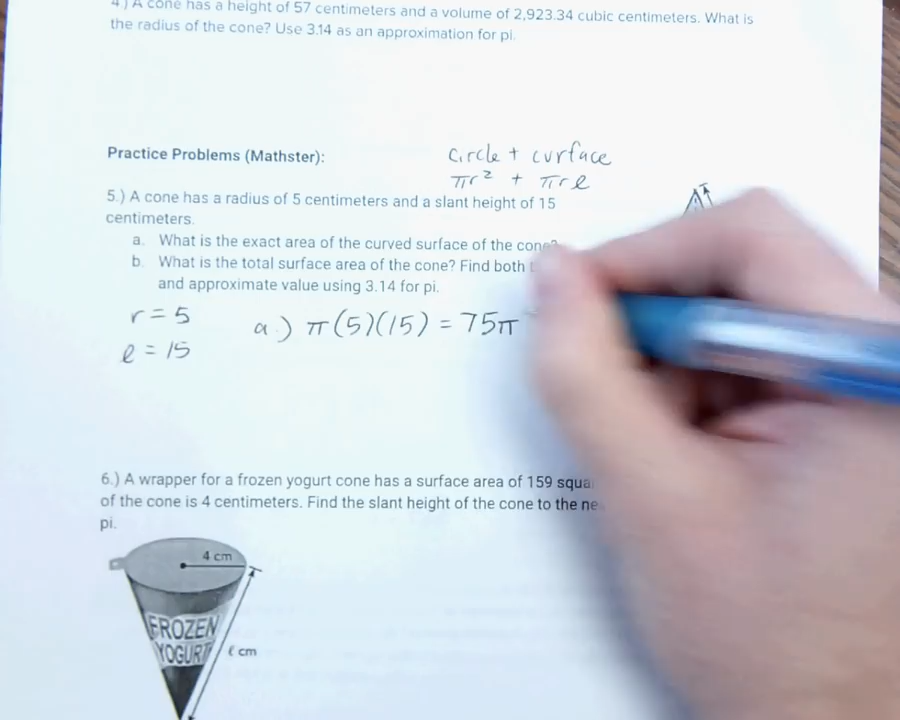 4.) A cone has a height of 57 centimeters and a volume of 2,923.34 cubic centimeters. What is
the radius of the cone? Use 3.14 as an approximation for pi.
Practice Problems (Mathster):
circle + curface
πr² + πrℓ
5.) A cone has a radius of 5 centimeters and a slant height of 15
centimeters.
a. What is the exact area of the curved surface of the cone?
b. What is the total surface area of the cone? Find both
and approximate value using 3.14 for pi.
r = 5
ℓ = 15
a.) π(5)(15) = 75π
6.) A wrapper for a frozen yogurt cone has a surface area of 159
of the cone is 4 centimeters. Find the slant height of the cone to the
pi.
4 cm
FROZEN
YOGURT
ℓ cm